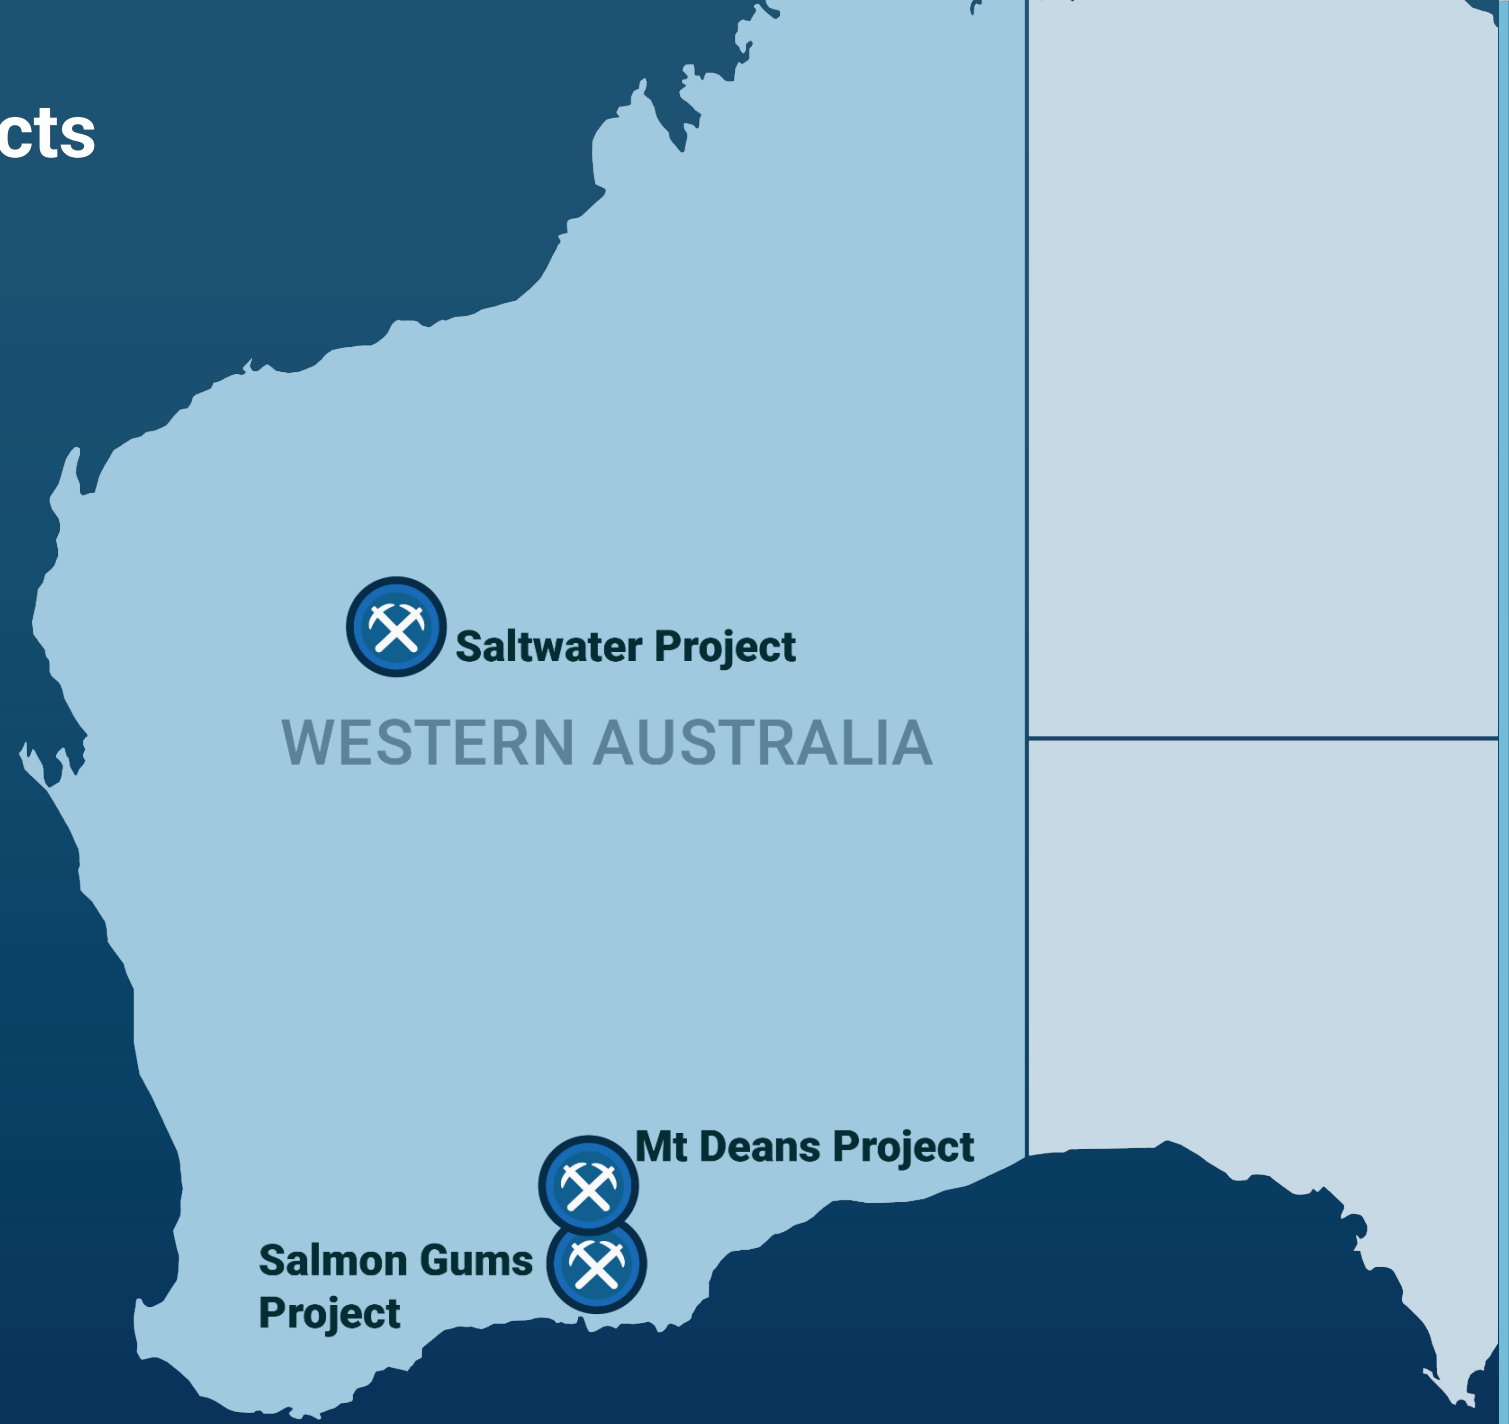 cts
Saltwater Project
WESTERN AUSTRALIA
Mt Deans Project
Salmon Gums
Project